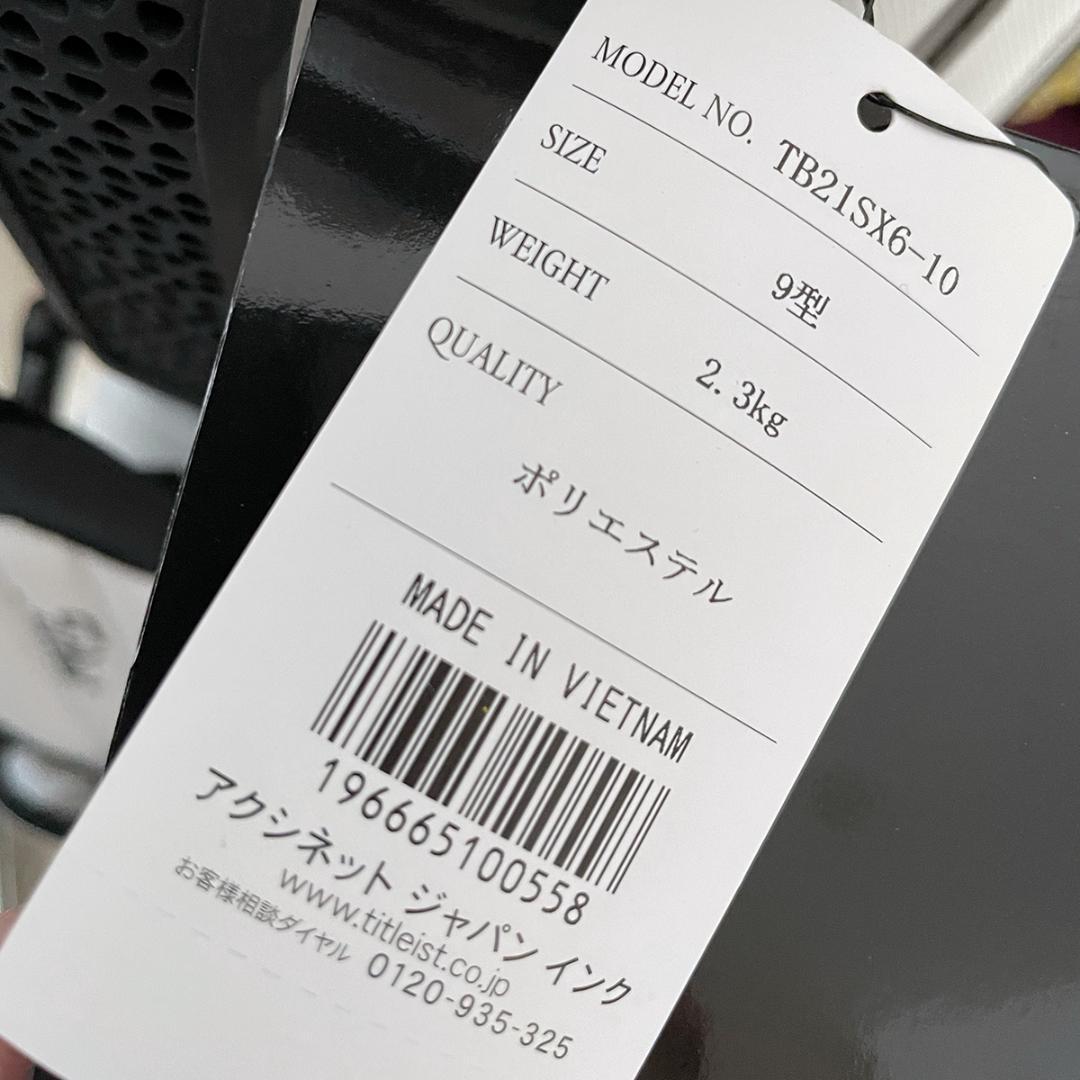 MODEL NO. TB21SX6-10
SIZE 9型
WEIGHT 2.3kg
QUALITY
ポリエステル
MADE IN VIETNAM
196665100558
アクシネット ジャパン インク
www.titleist.co.jp
お客様相談ダイヤル 0120-935-325